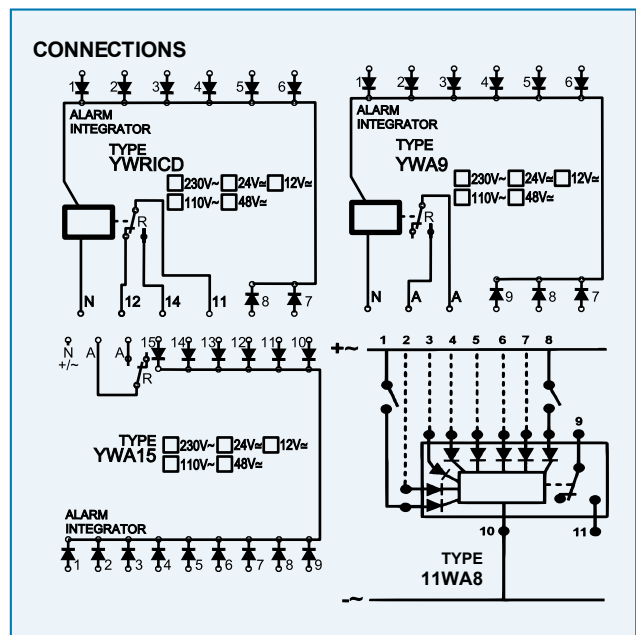 CONNECTIONS
1 2 3 4 5 6
ALARM
INTEGRATOR
TYPE
YWRICD
230V~ 24V≃ 12V≃
110V~ 48V≃
R
N 12 14 11 8 7
1 2 3 4 5 6
ALARM
INTEGRATOR
TYPE
YWA9
230V~ 24V≃ 12V≃
110V~ 48V≃
R
N A A 9 8 7
N A A 15 14 13 12 11 10
+/~
R
TYPE
YWA15
230V~ 24V≃ 12V≃
110V~ 48V≃
ALARM
INTEGRATOR
1 2 3 4 5 6 7 8 9
+~ 1 2 3 4 5 6 7 8
9
10 11
TYPE
11WA8
-~